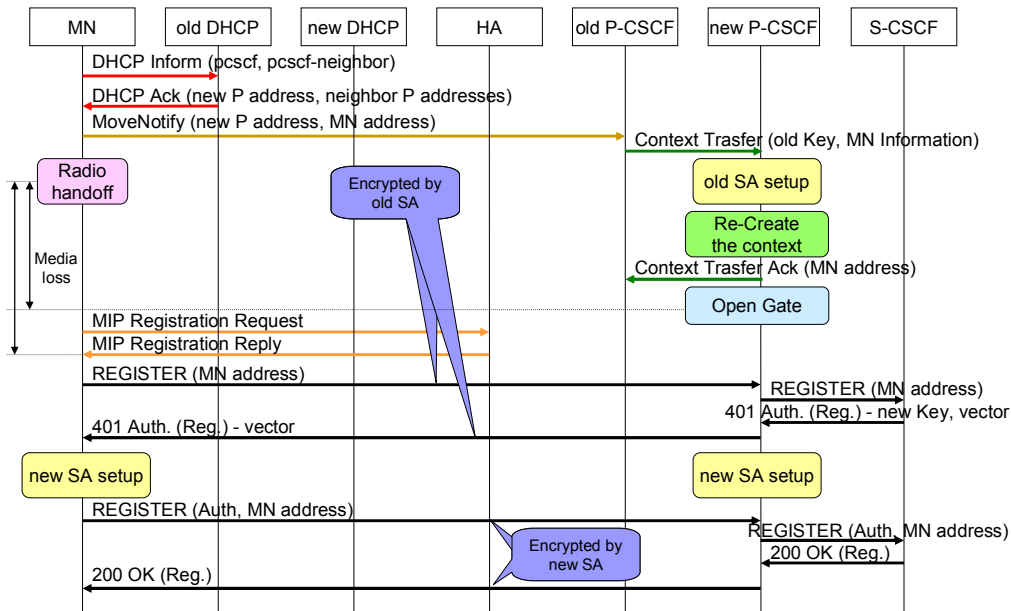 MN
old DHCP
new DHCP
HA
old P-CSCF
new P-CSCF
S-CSCF
DHCP Inform (pcscf, pcscf-neighbor)
DHCP Ack (new P address, neighbor P addresses)
MoveNotify (new P address, MN address)
Context Trasfer (old Key, MN Information)
Radio
handoff
Encrypted by
old SA
old SA setup
Re-Create
the context
Media
loss
Context Trasfer Ack (MN address)
Open Gate
MIP Registration Request
MIP Registration Reply
REGISTER (MN address)
REGISTER (MN address)
401 Auth. (Reg.) - new Key, vector
401 Auth. (Reg.) - vector
new SA setup
new SA setup
REGISTER (Auth, MN address)
REGISTER (Auth, MN address)
Encrypted by
new SA
200 OK (Reg.)
200 OK (Reg.)